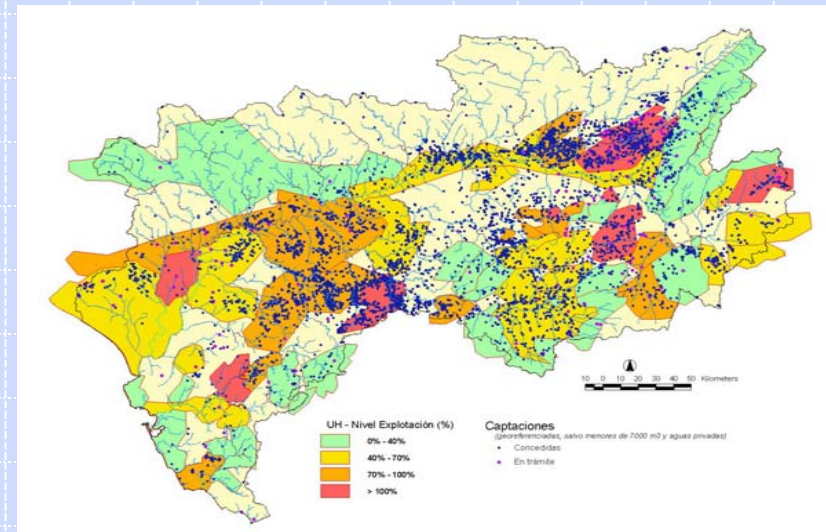 10 0 10 20 30 40 50 Kilometers
UH - Nivel Explotación (%)
0% - 40%
40% - 70%
70% - 100%
> 100%
Captaciones
(georeferenciadas, salvo menores de 7000 m3 y aguas privadas)
Concedidas
En trámite